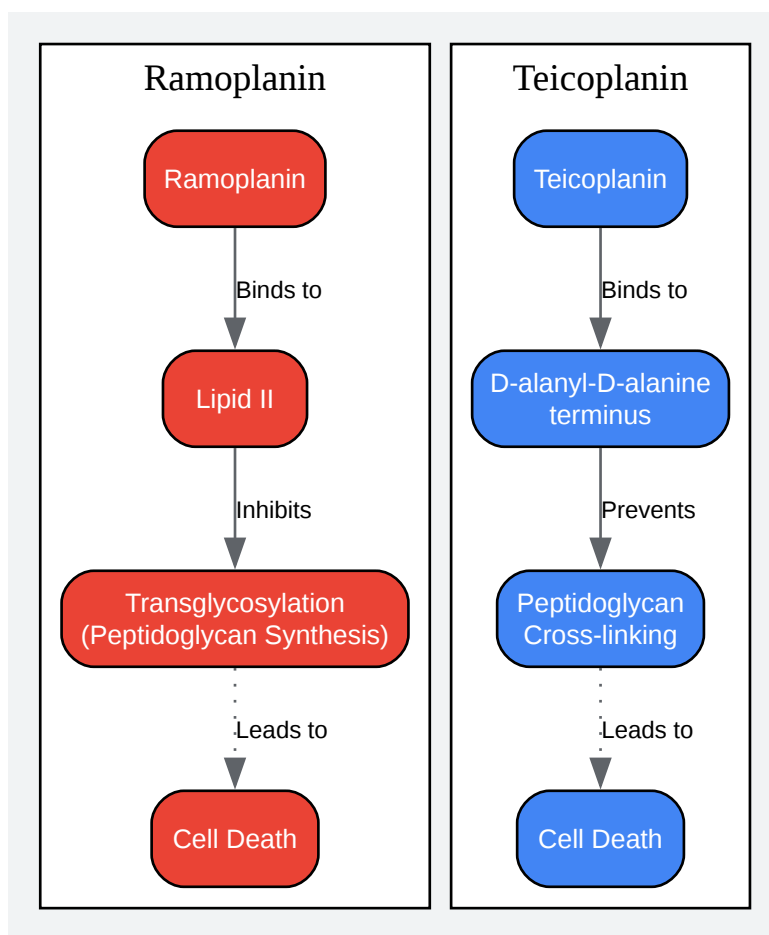 Ramoplanin
Ramoplanin
Binds to
Lipid II
Inhibits
Transglycosylation
(Peptidoglycan Synthesis)
Leads to
Cell Death
Teicoplanin
Teicoplanin
Binds to
D-alanyl-D-alanine
terminus
Prevents
Peptidoglycan
Cross-linking
Leads to
Cell Death